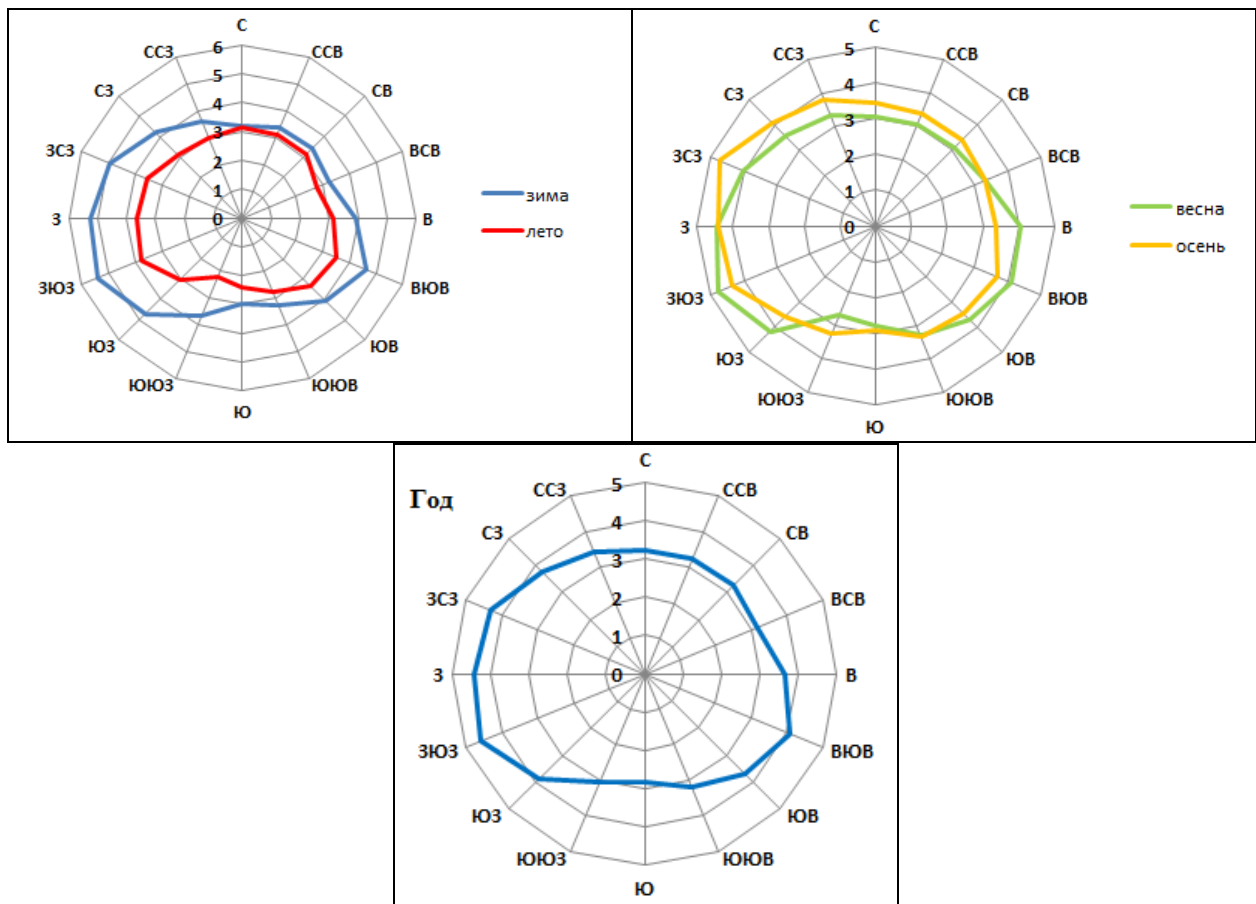 С
ССВ
СВ
ВСВ
В
ВЮВ
ЮВ
ЮЮВ
Ю
ЮЮЗ
ЮЗ
ЗЮЗ
З
ЗСЗ
СЗ
ССЗ
6
5
4
3
2
1
0
зима
лето
С
ССВ
СВ
ВСВ
В
ВЮВ
ЮВ
ЮЮВ
Ю
ЮЮЗ
ЮЗ
ЗЮЗ
З
ЗСЗ
СЗ
ССЗ
5
4
3
2
1
0
весна
осень
Год
С
ССВ
СВ
ВСВ
В
ВЮВ
ЮВ
ЮЮВ
Ю
ЮЮЗ
ЮЗ
ЗЮЗ
З
ЗСЗ
СЗ
ССЗ
5
4
3
2
1
0